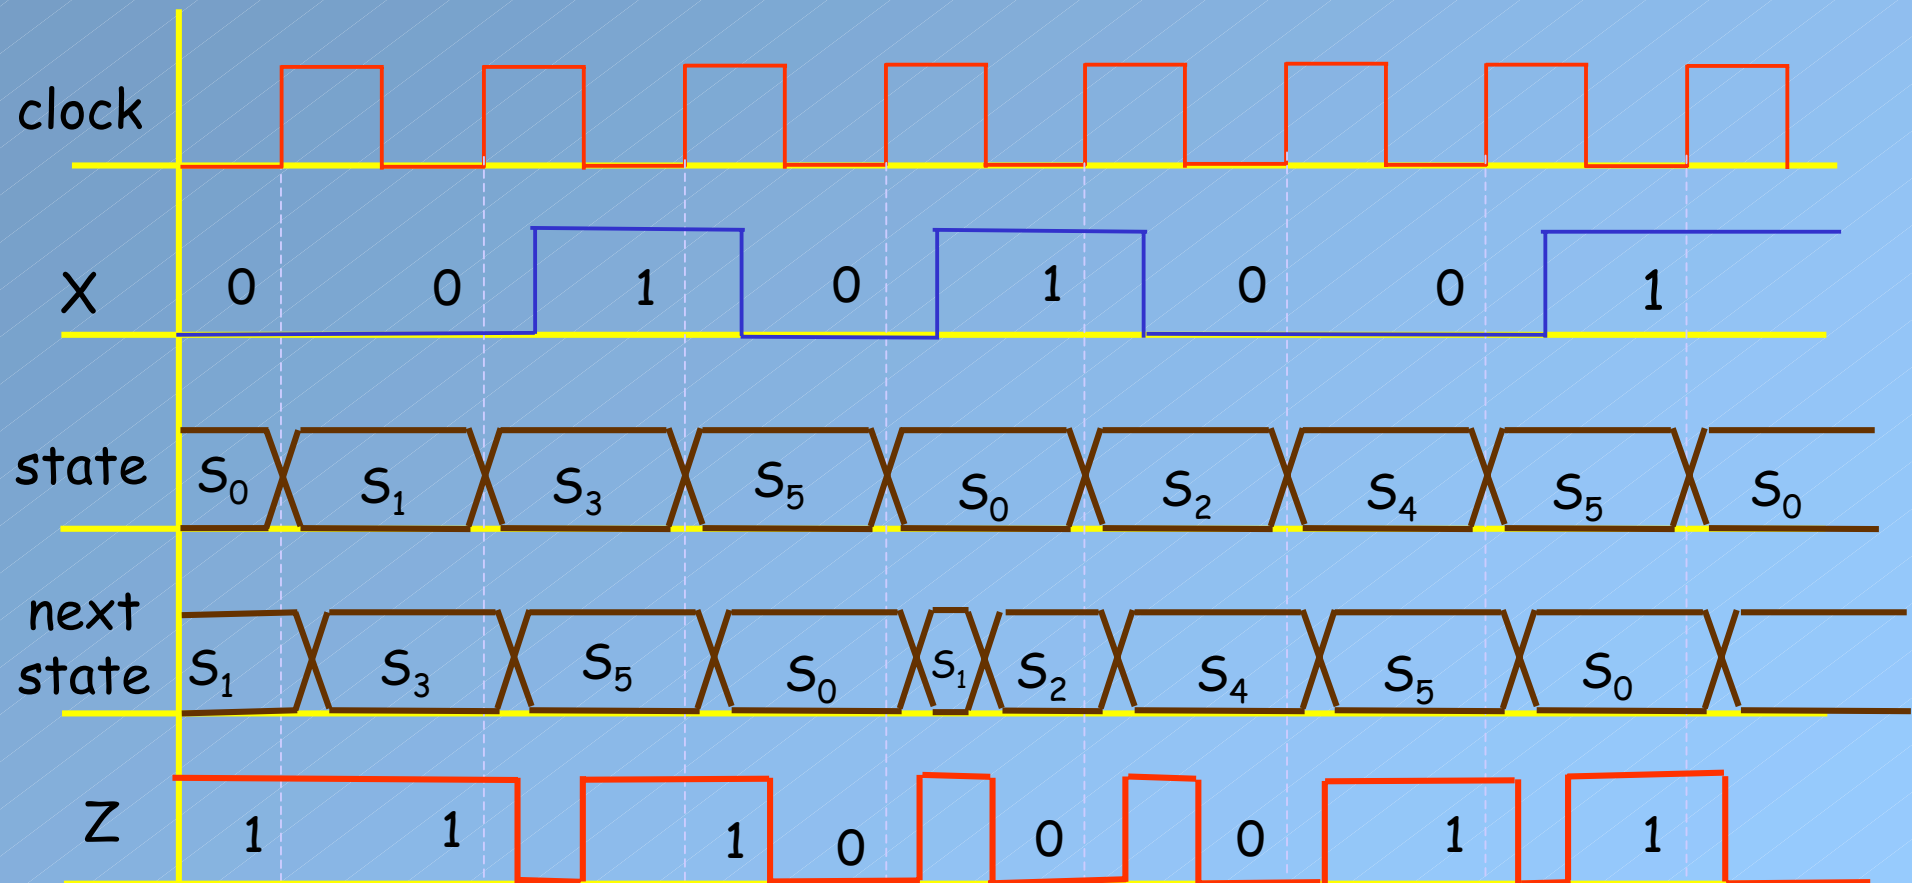 clock
X 0 0 1 0 1 0 0 1
state S₀ S₁ S₃ S₅ S₀ S₂ S₄ S₅ S₀
next
state S₁ S₃ S₅ S₀ S₁ S₂ S₄ S₅ S₀
Z 1 1 1 0 0 0 1 1